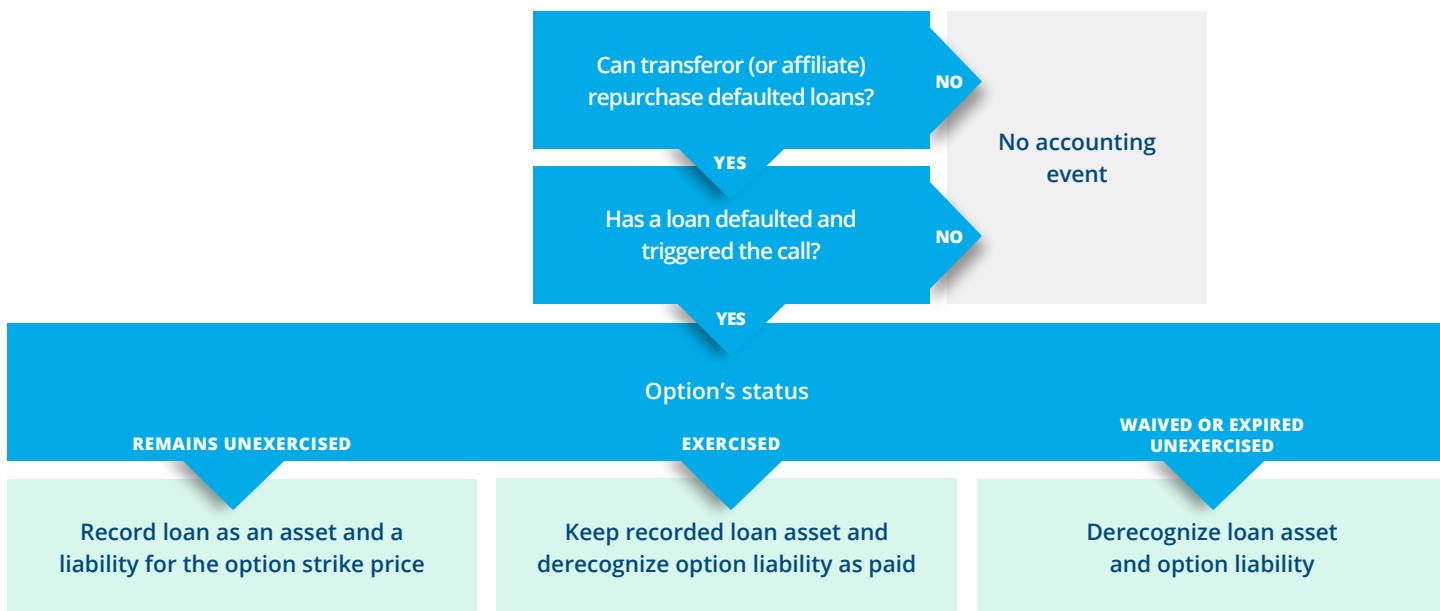 Can transferor (or affiliate)
repurchase defaulted loans?
NO
YES
No accounting
event
Has a loan defaulted and
triggered the call?
NO
YES
Option's status
REMAINS UNEXERCISED
EXERCISED
WAIVED OR EXPIRED
UNEXERCISED
Record loan as an asset and a
liability for the option strike price
Keep recorded loan asset and
derecognize option liability as paid
Derecognize loan asset
and option liability